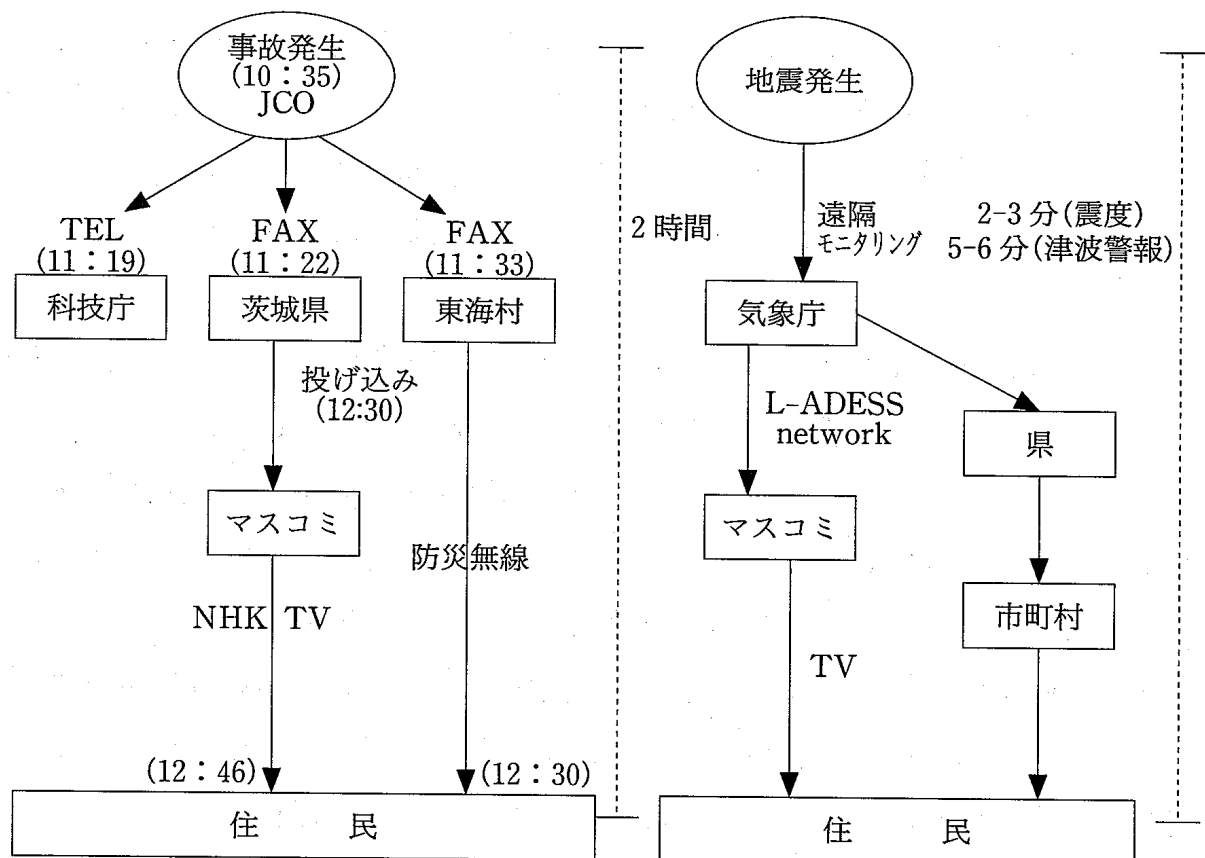 事故発生
(10：35)
JCO
TEL
(11：19)
科技庁
FAX
(11：22)
茨城県
FAX
(11：33)
東海村
投げ込み
(12:30)
マスコミ
防災無線
NHK TV
(12：46)
(12：30)
住　民
2時間
地震発生
遠隔
モニタリング
2-3分(震度)
5-6分(津波警報)
気象庁
L-ADESS
network
県
マスコミ
市町村
TV
住　民